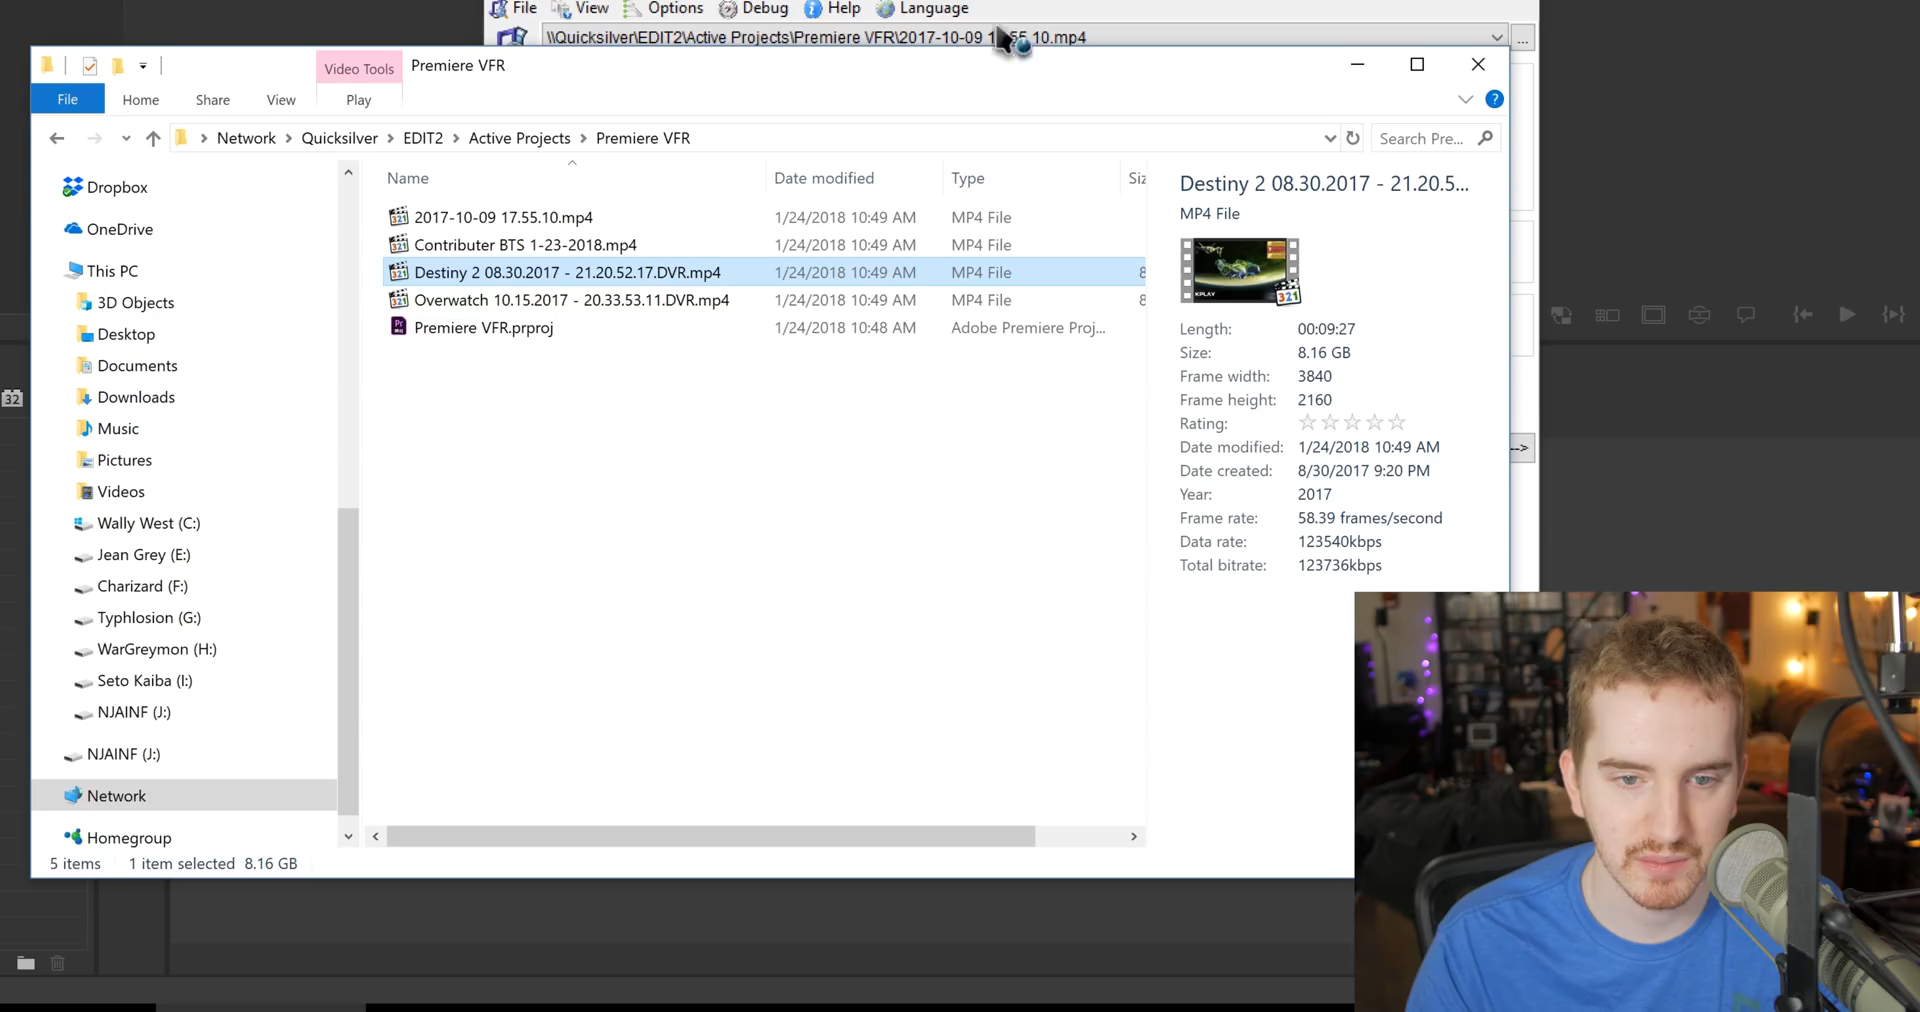 File View Options Debug Help Language
\\Quicksilver\EDIT2\Active Projects\Premiere VFR\2017-10-09 1 .55.10.mp4
...
Video Tools Premiere VFR
File Home Share View Play
?
Network Quicksilver EDIT2 Active Projects Premiere VFR
Search Pre...
Dropbox
OneDrive
This PC
3D Objects
Desktop
Documents
Downloads
Music
Pictures
Videos
Wally West (C:)
Jean Grey (E:)
Charizard (F:)
Typhlosion (G:)
WarGreymon (H:)
Seto Kaiba (I:)
NJAINF (J:)
NJAINF (J:)
Network
Homegroup
32
Name Date modified Type Siz
2017-10-09 17.55.10.mp4 1/24/2018 10:49 AM MP4 File
Contributer BTS 1-23-2018.mp4 1/24/2018 10:49 AM MP4 File
Destiny 2 08.30.2017 - 21.20.52.17.DVR.mp4 1/24/2018 10:49 AM MP4 File 8
Overwatch 10.15.2017 - 20.33.53.11.DVR.mp4 1/24/2018 10:49 AM MP4 File 8
Premiere VFR.prproj 1/24/2018 10:48 AM Adobe Premiere Proj...
Destiny 2 08.30.2017 - 21.20.5...
MP4 File
KPLAY
321
Length: 00:09:27
Size: 8.16 GB
Frame width: 3840
Frame height: 2160
Rating:
Date modified: 1/24/2018 10:49 AM
Date created: 8/30/2017 9:20 PM
Year: 2017
Frame rate: 58.39 frames/second
Data rate: 123540kbps
Total bitrate: 123736kbps
-->
5 items 1 item selected 8.16 GB